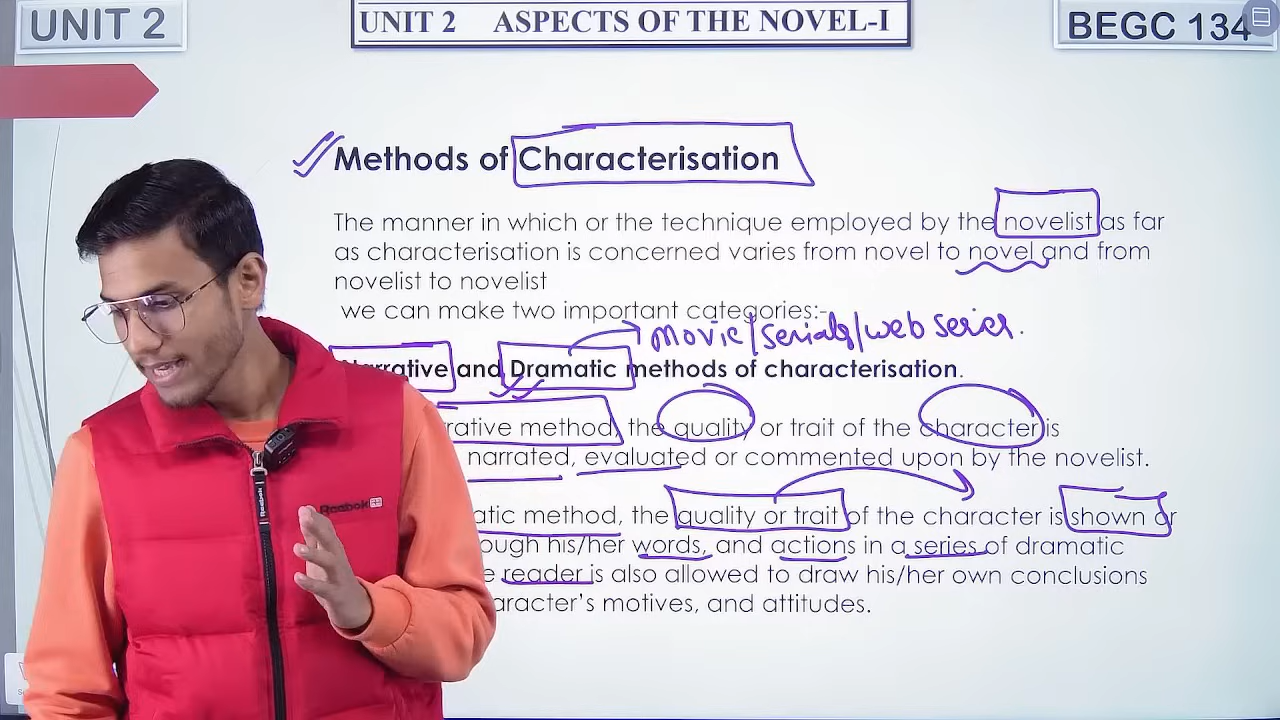 UNIT 2
UNIT 2 ASPECTS OF THE NOVEL-I
BEGC 134
Methods of Characterisation
The manner in which or the technique employed by the novelist as far
as characterisation is concerned varies from novel to novel and from
novelist to novelist
we can make two important categories:-
Movie/Serials/web series.
and Dramatic methods of characterisation.
method, the quality or trait of the character is
narrated, evaluated or commented upon by the novelist.
method, the quality or trait of the character is shown or
his/her words, and actions in a series of dramatic
reader is also allowed to draw his/her own conclusions
motives, and attitudes.
Reebok
Reebok